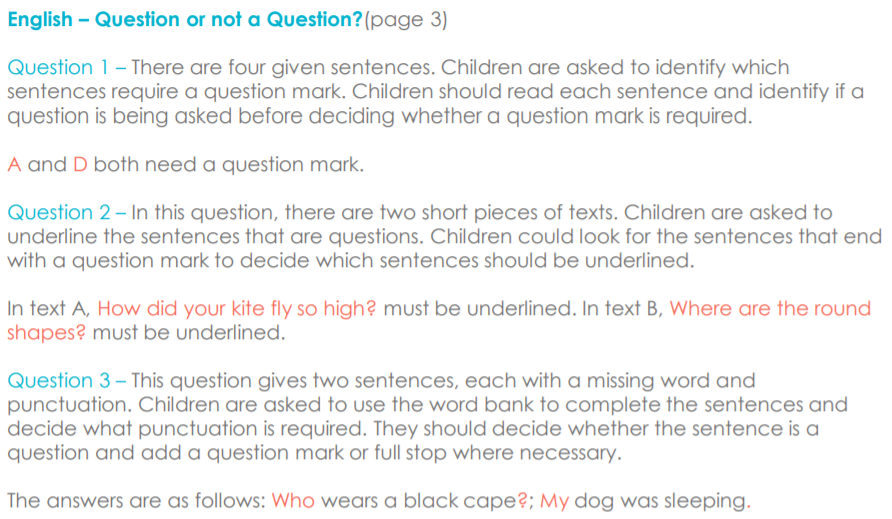 English – Question or not a Question?(page 3)
Question 1 – There are four given sentences. Children are asked to identify which
sentences require a question mark. Children should read each sentence and identify if a
question is being asked before deciding whether a question mark is required.
A and D both need a question mark.
Question 2 – In this question, there are two short pieces of texts. Children are asked to
underline the sentences that are questions. Children could look for the sentences that end
with a question mark to decide which sentences should be underlined.
In text A, How did your kite fly so high? must be underlined. In text B, Where are the round
shapes? must be underlined.
Question 3 – This question gives two sentences, each with a missing word and
punctuation. Children are asked to use the word bank to complete the sentences and
decide what punctuation is required. They should decide whether the sentence is a
question and add a question mark or full stop where necessary.
The answers are as follows: Who wears a black cape?; My dog was sleeping.